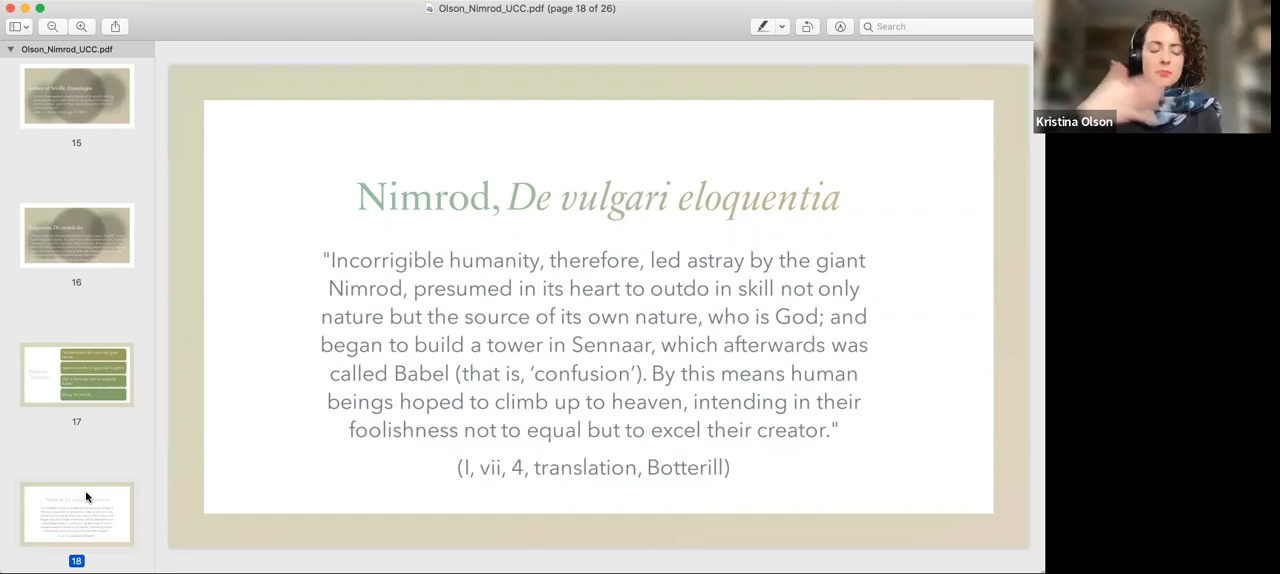 Olson_Nimrod_UCC.pdf (page 18 of 26)
Search
Olson_Nimrod_UCC.pdf
15
16
17
18
Nimrod, De vulgari eloquentia
"Incorrigible humanity, therefore, led astray by the giant
Nimrod, presumed in its heart to outdo in skill not only
nature but the source of its own nature, who is God; and
began to build a tower in Sennaar, which afterwards was
called Babel (that is, ‘confusion’). By this means human
beings hoped to climb up to heaven, intending in their
foolishness not to equal but to excel their creator."
(I, vii, 4, translation, Botterill)
Kristina Olson